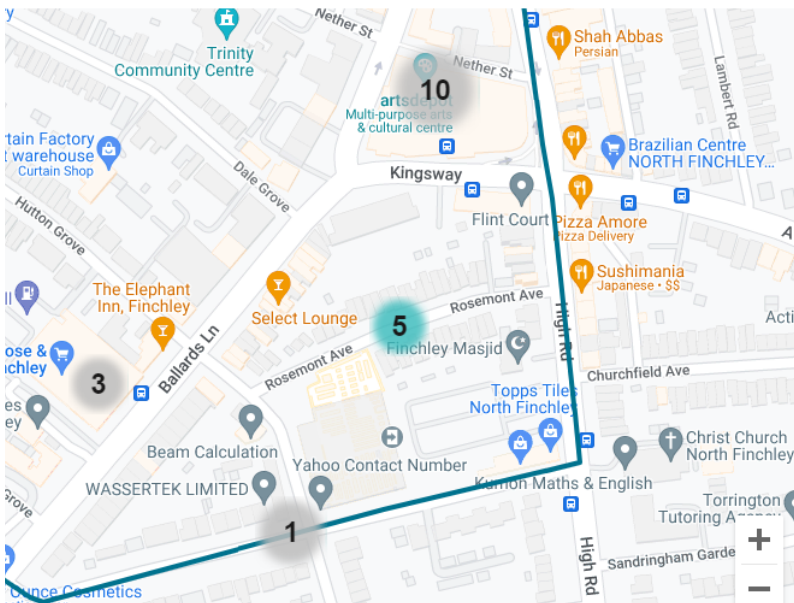 Nether St
Trinity
Community Centre
Shah Abbas
Persian
Nether St
10
artsdepot
Multi-purpose arts
& cultural centre
Lambert Rd
rtain Factory
t warehouse
Curtain Shop
Brazilian Centre
NORTH FINCHLEY...
Dale Grove
Kingsway
Hutton Grove
Flint Court
Pizza Amore
Pizza Delivery
A
The Elephant
Inn, Finchley
Select Lounge
Rosemont Ave
Sushimania
Japanese • $$
5
High Rd
Acti
ose &
nchley
3
Ballards Ln
Rosemont Ave
Finchley Masjid
Churchfield Ave
es
ey
Topps Tiles
North Finchley
Beam Calculation
Yahoo Contact Number
Christ Church
North Finchley
WASSERTEK LIMITED
Kumon Maths & English
Grove
1
Torrington
Tutoring Agency
High Rd
Sandringham Garde
+
Ounce Cosmetics
−